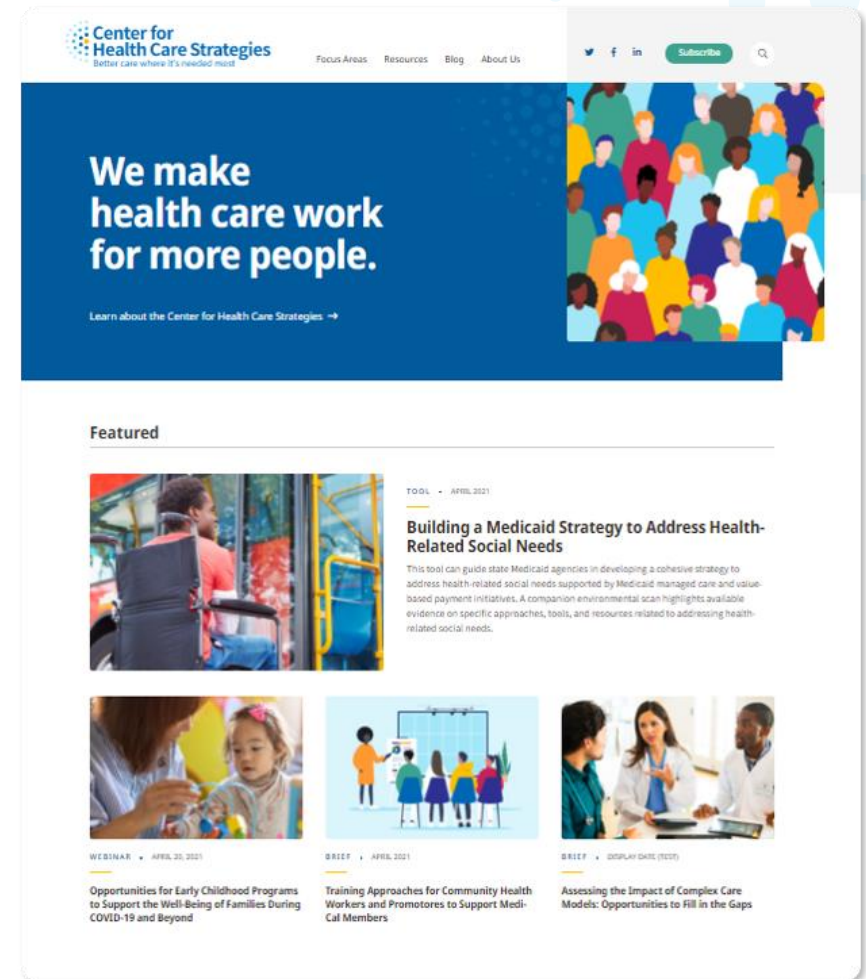 Center for
Health Care Strategies
Better care where it's needed most
Focus Areas Resources Blog About Us
Subscribe
We make
health care work
for more people.
Learn about the Center for Health Care Strategies →
Featured
TOOL • APRIL 2021
Building a Medicaid Strategy to Address Health-
Related Social Needs
This tool can guide state Medicaid agencies in developing a cohesive strategy to
address health-related social needs supported by Medicaid managed care and value-
based payment initiatives. A companion environmental scan highlights available
evidence on specific approaches, tools, and resources related to addressing health-
related social needs.
WEBINAR • APRIL 20, 2021
Opportunities for Early Childhood Programs
to Support the Well-Being of Families During
COVID-19 and Beyond
BRIEF • APRIL 2021
Training Approaches for Community Health
Workers and Promotores to Support Medi-
Cal Members
BRIEF • DISPLAY DATE (TEST)
Assessing the Impact of Complex Care
Models: Opportunities to Fill in the Gaps